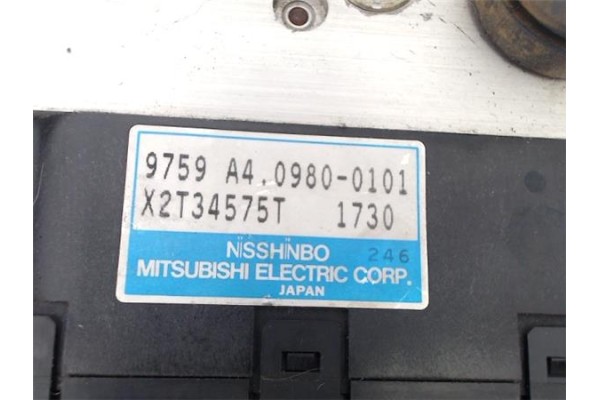 9759 A4.0980-0101
X2T34575T 1730
NISSHINBO 246
MITSUBISHI ELECTRIC CORP.
JAPAN